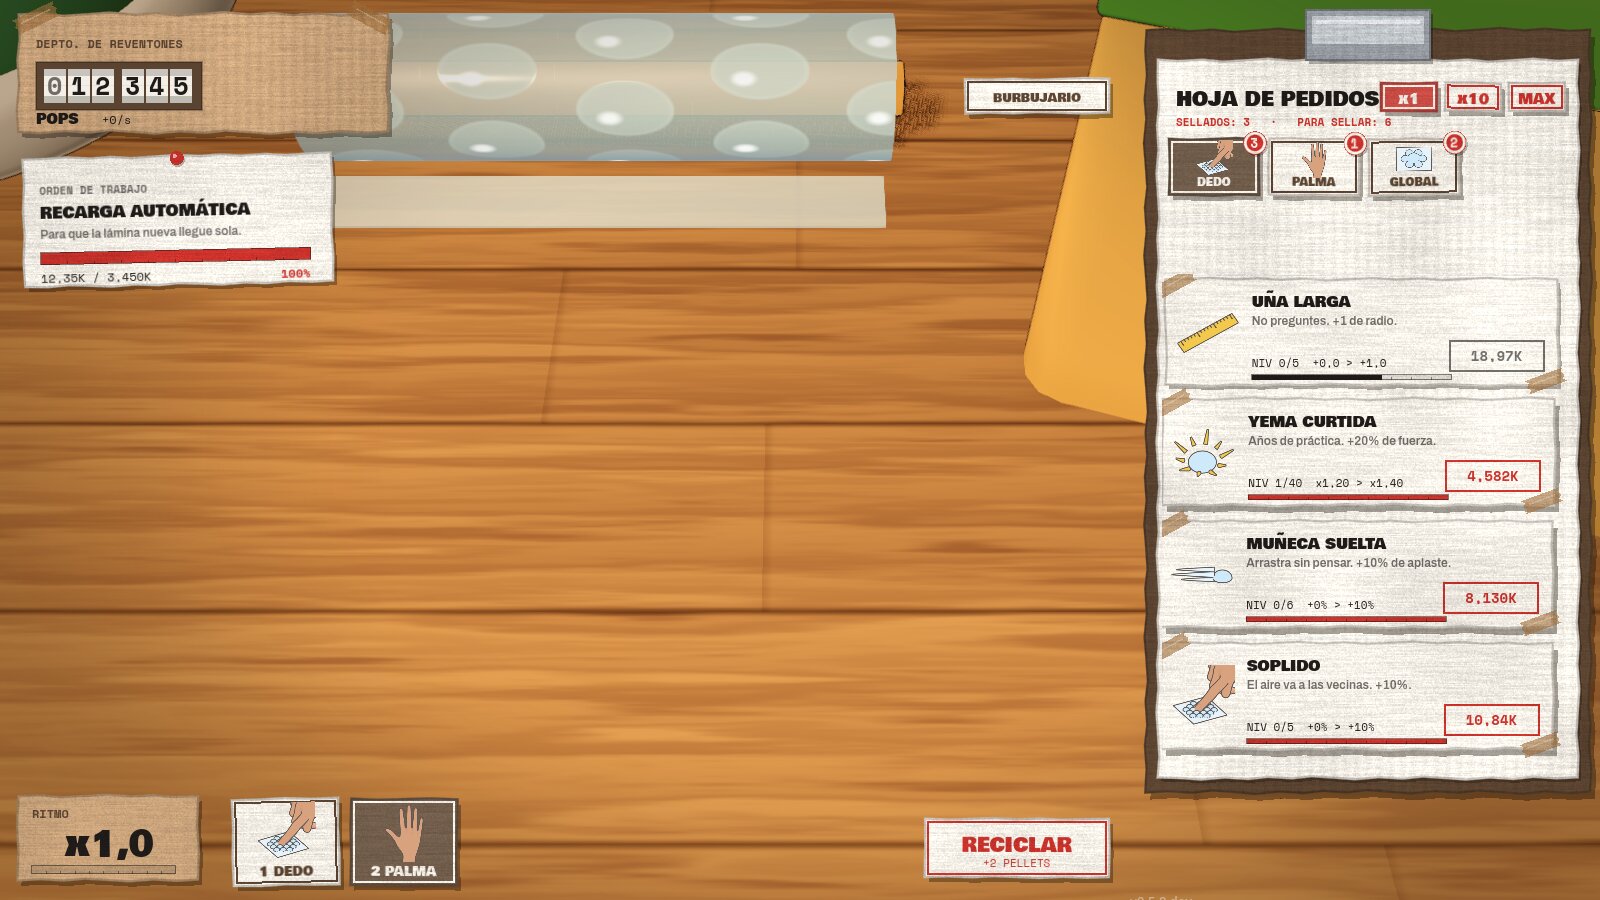 DEPTO. DE REVENTONES
012345
POPS +0/s
ORDEN DE TRABAJO
RECARGA AUTOMÁTICA
Para que la lámina nueva llegue sola.
12,35K / 3,450K 100%
BURBUJARIO
HOJA DE PEDIDOS x1 x10 MAX
SELLADOS: 3 · PARA SELLAR: 6
DEDO 3
PALMA 1
GLOBAL 2
UÑA LARGA
No preguntes. +1 de radio.
NIV 0/5 +0,0 > +1,0
18,97K
YEMA CURTIDA
Años de práctica. +20% de fuerza.
NIV 1/40 x1,20 > x1,40
4,582K
MUÑECA SUELTA
Arrastra sin pensar. +10% de aplaste.
NIV 0/6 +0% > +10%
8,130K
SOPLIDO
El aire va a las vecinas. +10%.
NIV 0/5 +0% > +10%
10,84K
RITMO
x1,0
1 DEDO
2 PALMA
RECICLAR
+2 PELLETS